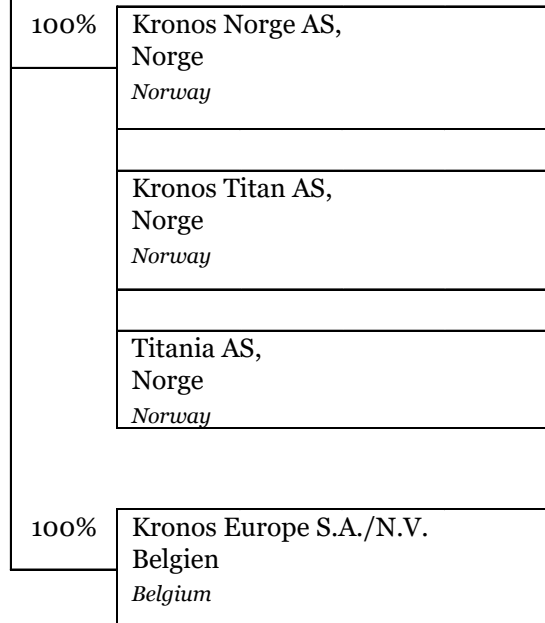 100% Kronos Norge AS,
Norge
Norway
Kronos Titan AS,
Norge
Norway
Titania AS,
Norge
Norway
100% Kronos Europe S.A./N.V.
Belgien
Belgium